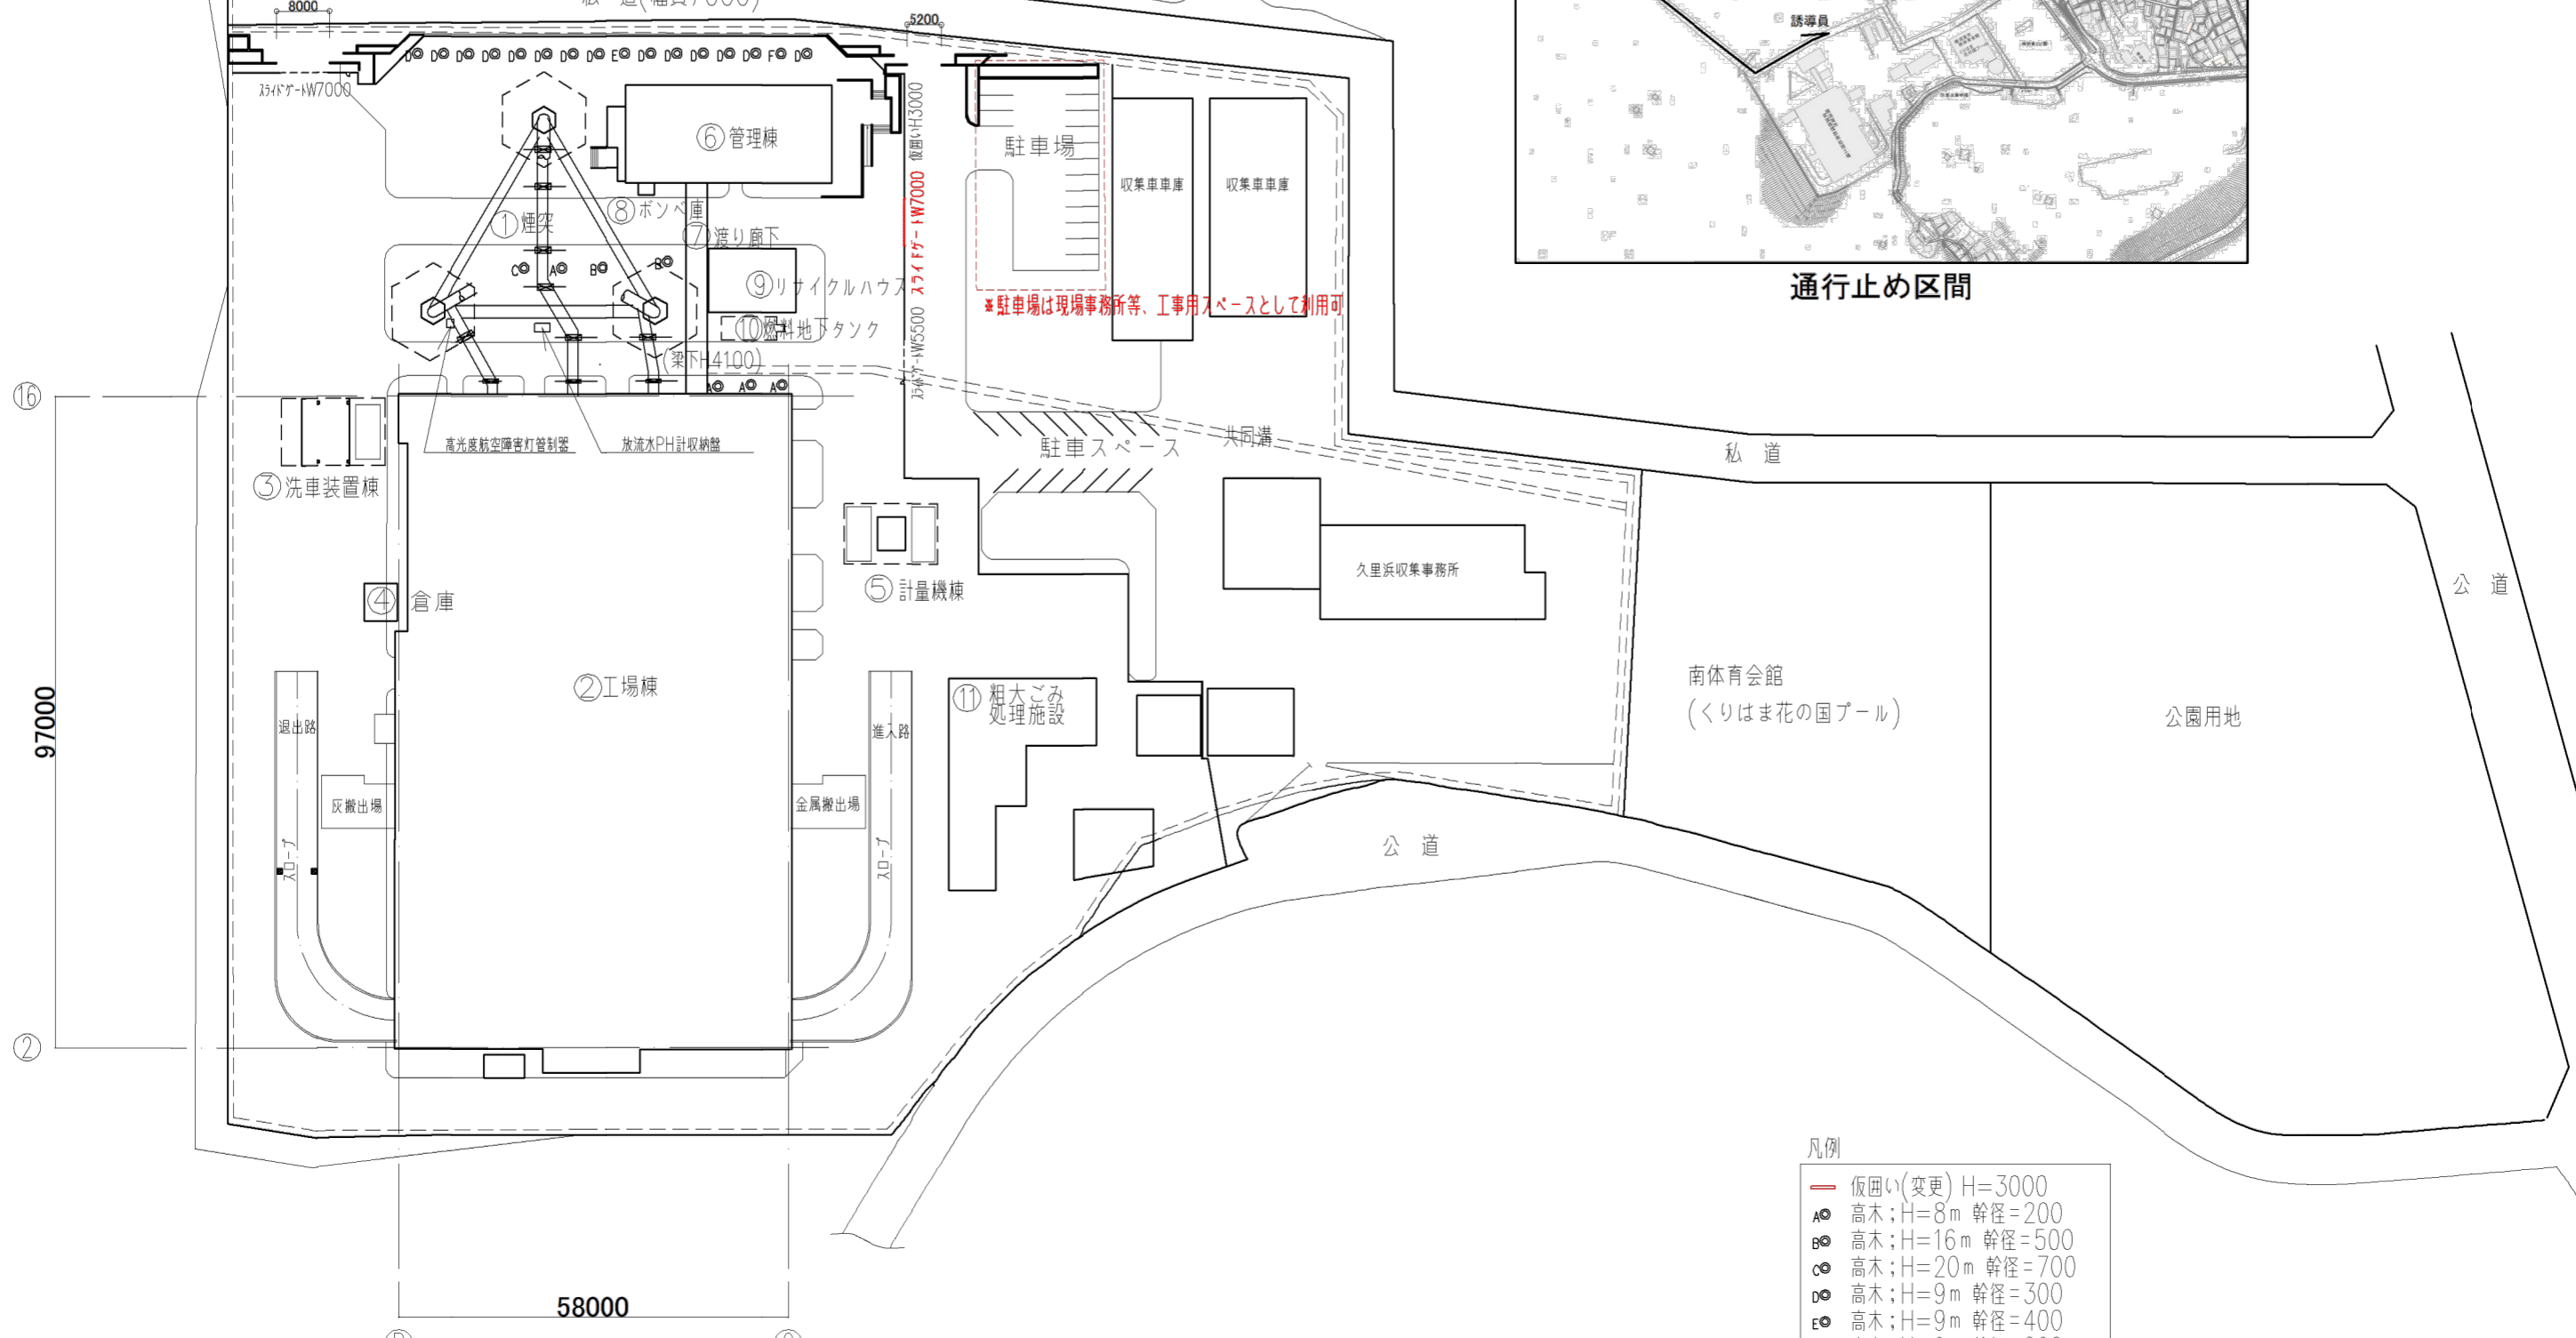 8000
私 道(幅員7000)
5200
誘導員
D D D D D D D D E D D D D D F D
スライドゲートW7000
⑥管理棟
駐車場
収集車車庫
収集車車庫
仮囲いH3000
スライドゲートW7000
スライドゲートW5500
①煙突
⑧ボンベ庫
⑦渡り廊下
C A B B
⑨リサイクルハウス
※駐車場は現場事務所等、工事用スペースとして利用可
通行止め区間
⑩燃料地下タンク
(梁下H4100)
A A A
⑯
高光度航空障害灯管制器
放流水PH計収納盤
駐車スペース
共同溝
私 道
③洗車装置棟
④倉庫
⑤計量機棟
久里浜収集事務所
公 道
97000
②工場棟
⑪粗大ごみ
処理施設
南体育会館
(くりはま花の国プール)
公園用地
退出路
進入路
灰搬出場
金属搬出場
スロープ
スロープ
公 道
②
58000
凡例
仮囲い(変更) H=3000
A 高木;H=8m 幹径=200
B 高木;H=16m 幹径=500
C 高木;H=20m 幹径=700
D 高木;H=9m 幹径=300
E 高木;H=9m 幹径=400